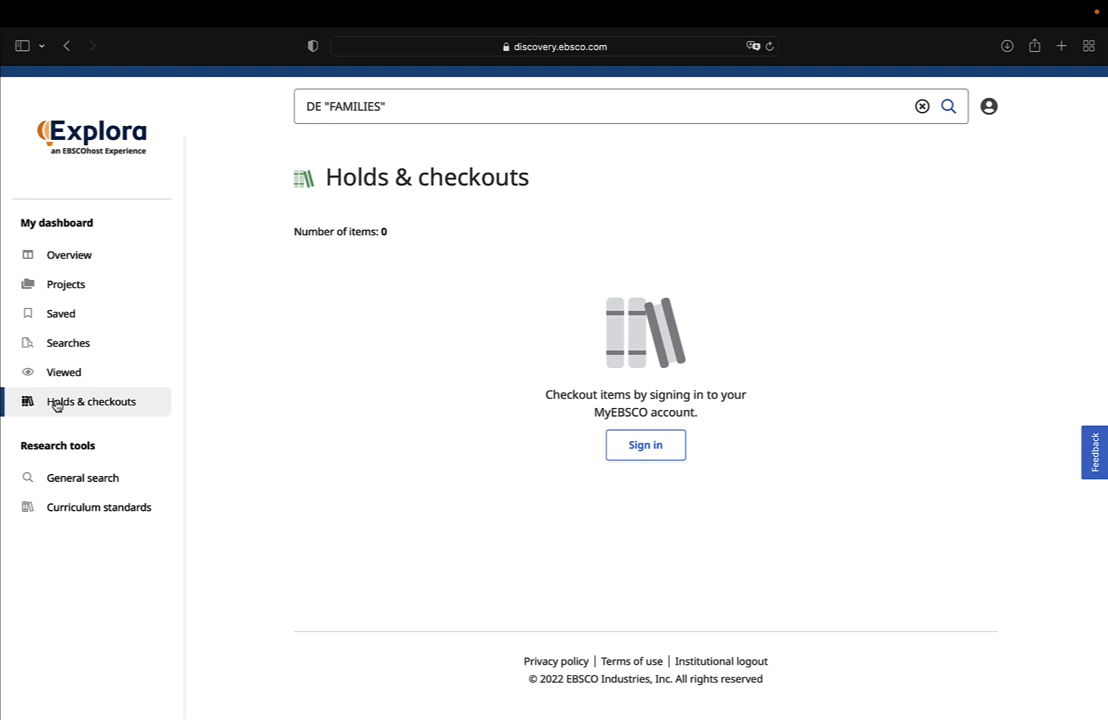 discovery.ebsco.com
DE "FAMILIES"
Explora
an EBSCOhost Experience
My dashboard
Overview
Projects
Saved
Searches
Viewed
Holds & checkouts
Research tools
General search
Curriculum standards
Holds & checkouts
Number of items: 0
Checkout items by signing in to your
MyEBSCO account.
Sign in
Feedback
Privacy policy | Terms of use | Institutional logout
© 2022 EBSCO Industries, Inc. All rights reserved